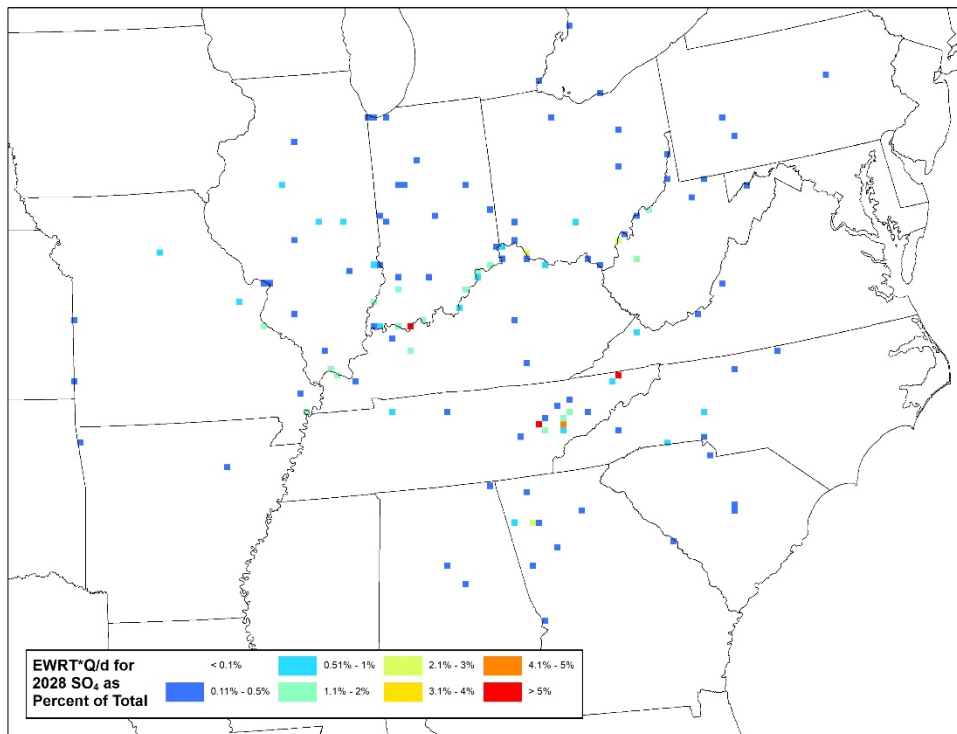 EWRT*Q/d for
2028 SO₄ as
Percent of Total
< 0.1%
0.51% - 1%
2.1% - 3%
4.1% - 5%
0.11% - 0.5%
1.1% - 2%
3.1% - 4%
> 5%